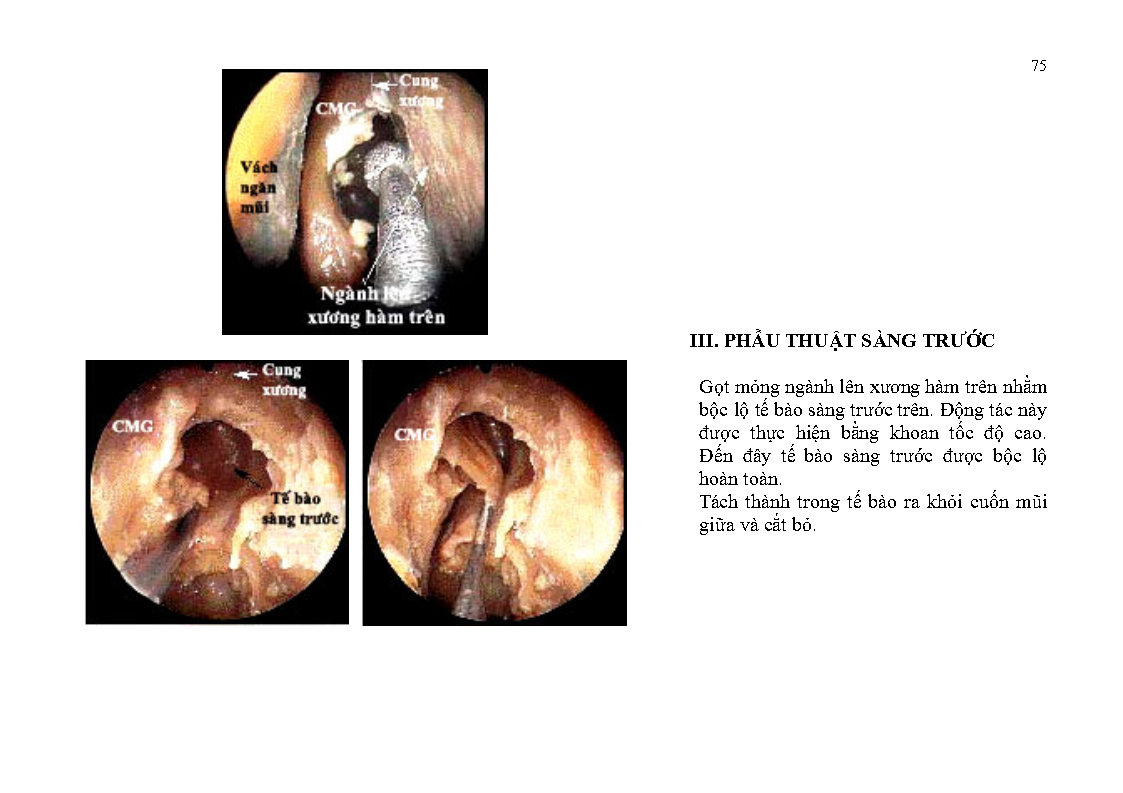 75
Cung
xương
CMG
Vách
ngăn
mũi
Ngành lên
xương hàm trên
III. PHẪU THUẬT SÀNG TRƯỚC
Gọt mỏng ngành lên xương hàm trên nhằm
bộc lộ tế bào sàng trước trên. Động tác này
được thực hiện bằng khoan tốc độ cao.
Đến đây tế bào sàng trước được bộc lộ
hoàn toàn.
Tách thành trong tế bào ra khỏi cuốn mũi
giữa và cắt bỏ.
Cung
xương
CMG
Tế bào
sàng trước
CMG